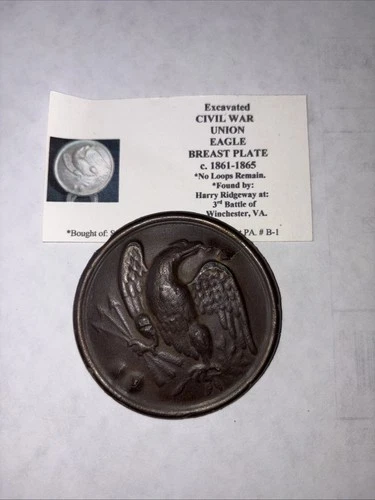 Excavated
CIVIL WAR
UNION
EAGLE
BREAST PLATE
c. 1861-1865
*No Loops Remain.
*Found by:
Harry Ridgeway at:
3rd Battle of
Winchester, VA.
*Bought of: PA. # B-1